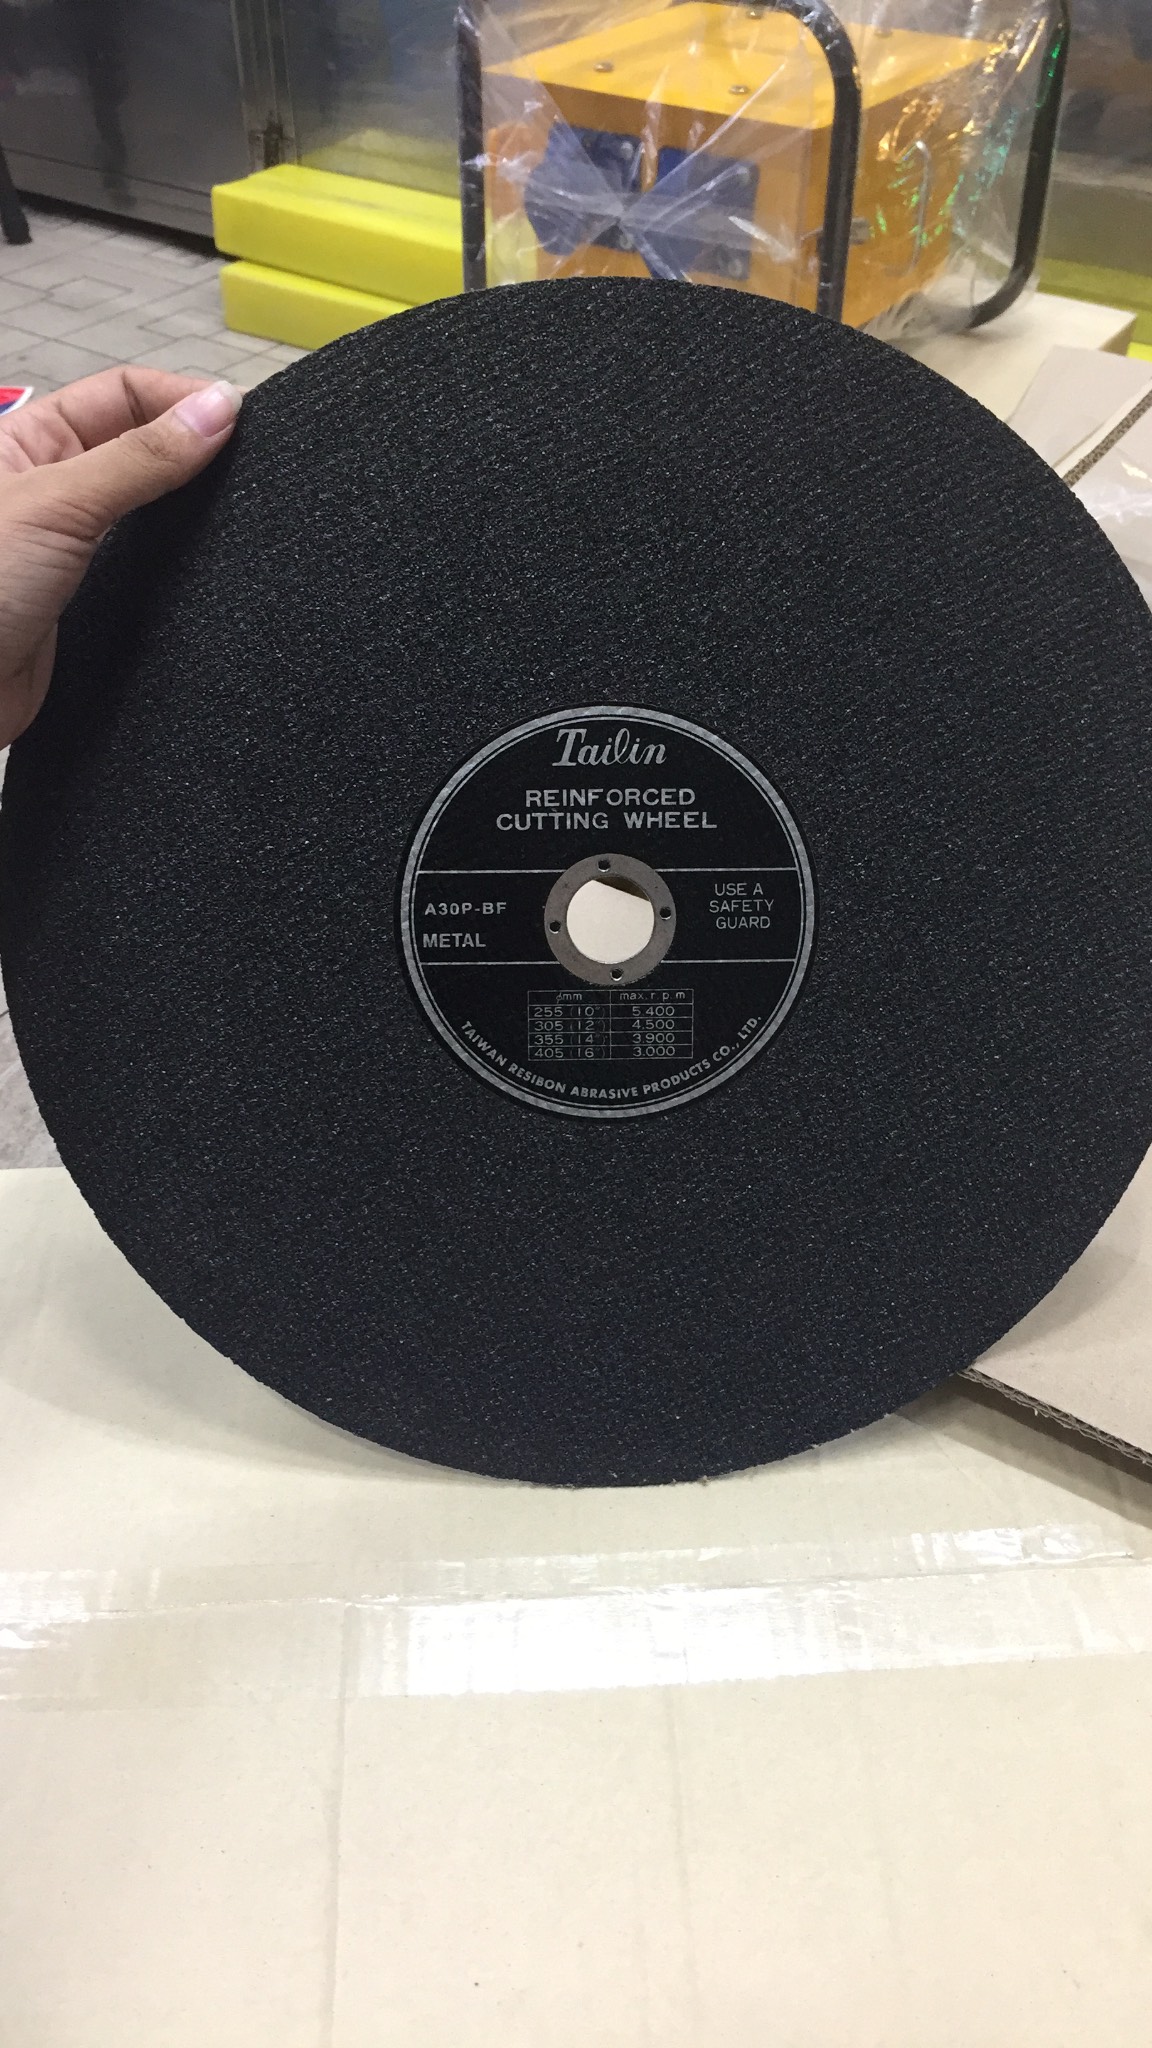 Tailin
REINFORCED
CUTTING WHEEL
A30P-BF
METAL
USE A
SAFETY
GUARD
ømm max. r. p. m
255 (10") 5.400
305 (12") 4.500
355 (14") 3.900
405 (16") 3.000
TAIWAN RESIBON ABRASIVE PRODUCTS CO., LTD.